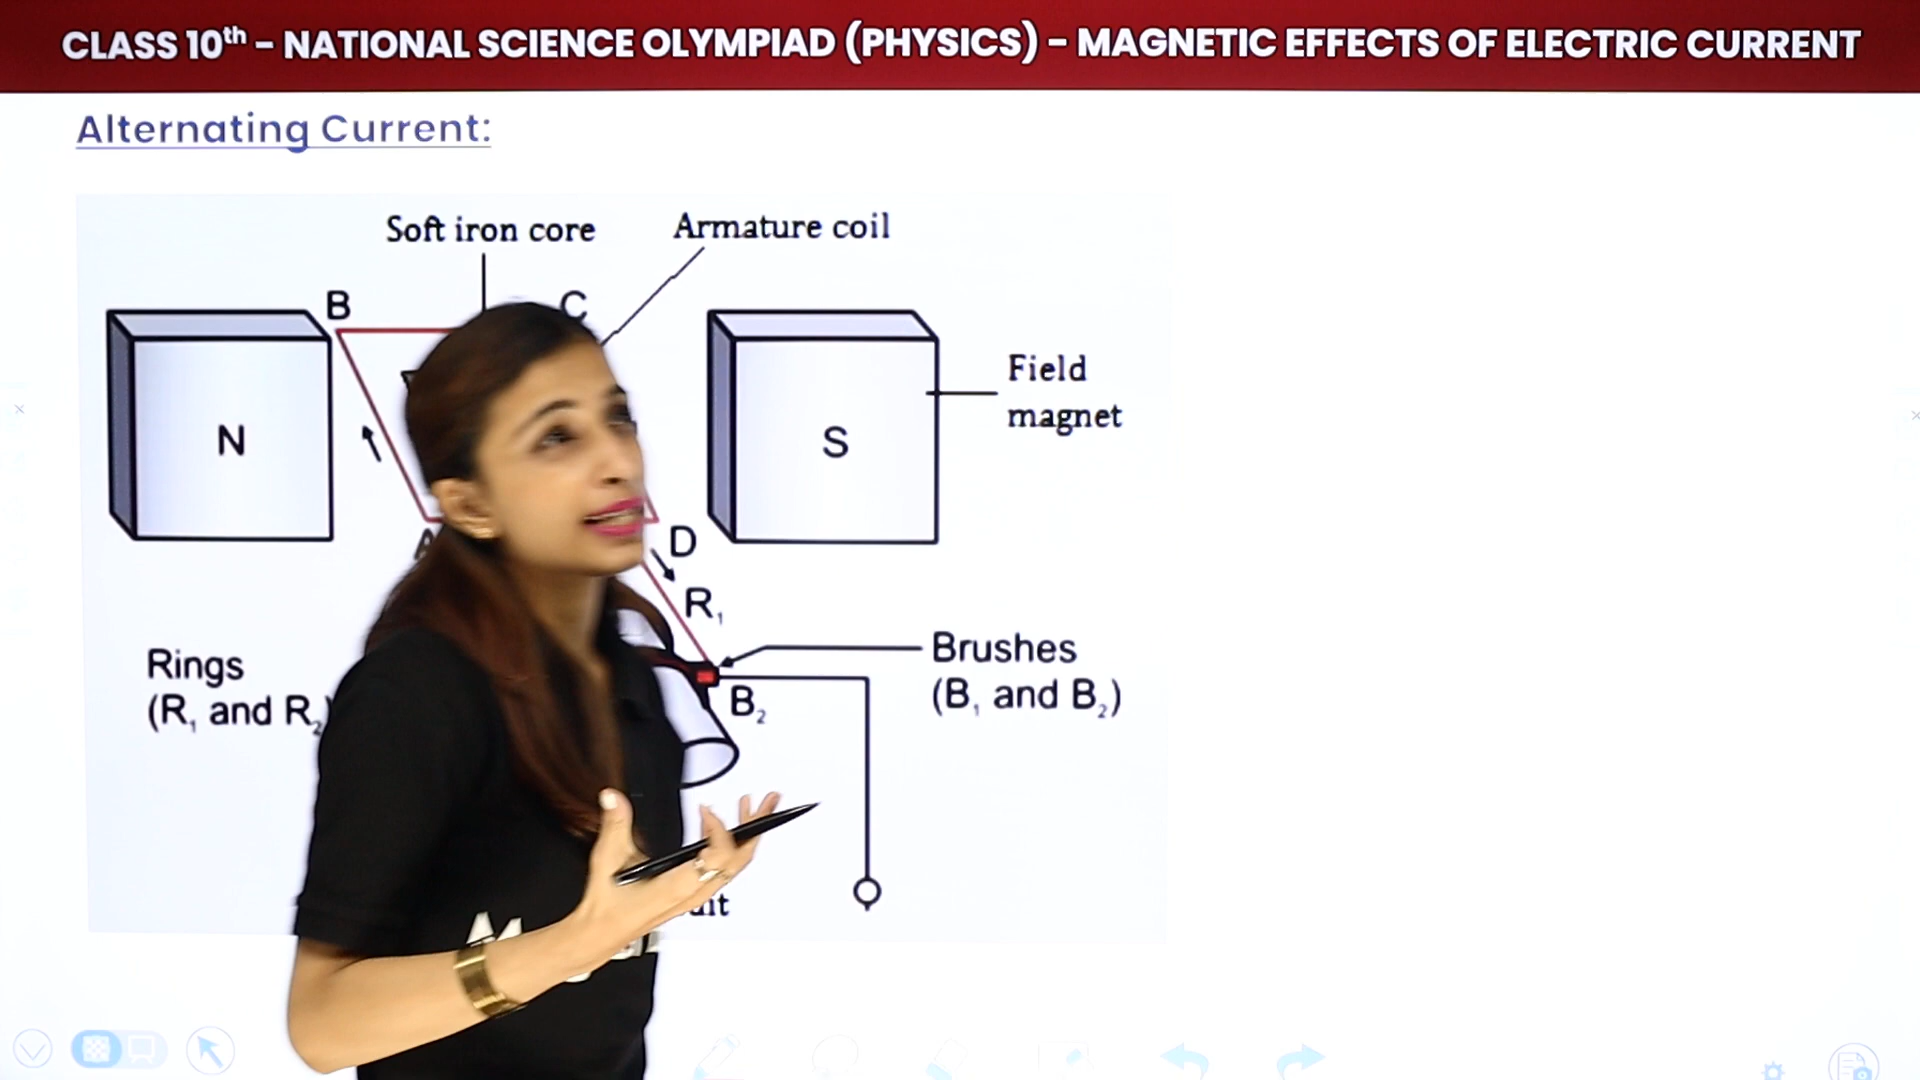 CLASS 10th - NATIONAL SCIENCE OLYMPIAD (PHYSICS) - MAGNETIC EFFECTS OF ELECTRIC CURRENT
Alternating Current:
Soft iron core
Armature coil
B
C
N
S
Field
magnet
A
D
R₁
Rings
(R₁ and R₂)
Brushes
(B₁ and B₂)
B₂